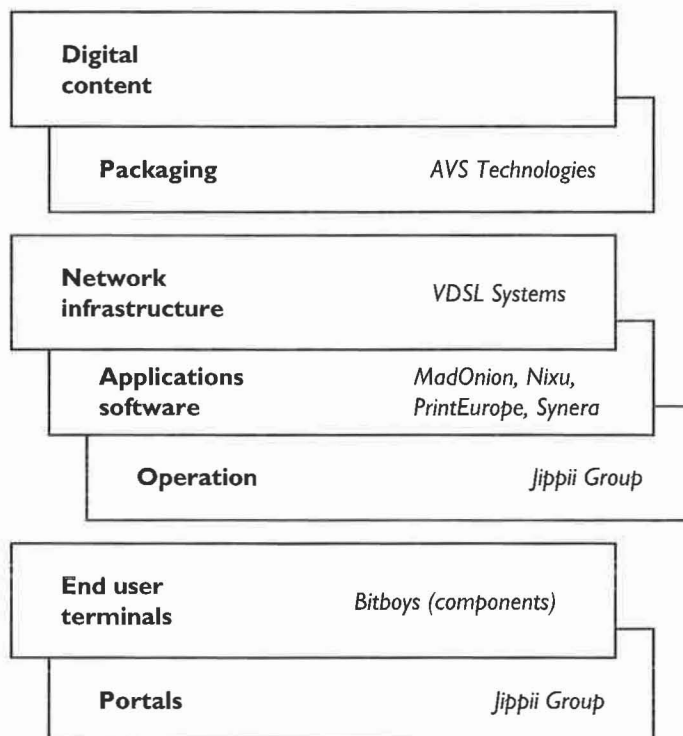 Digital
content
Packaging AVS Technologies
Network
infrastructure
VDSL Systems
Applications MadOnion, Nixu,
software PrintEurope, Synera
Operation Jippii Group
End user
terminals
Bitboys (components)
Portals Jippii Group